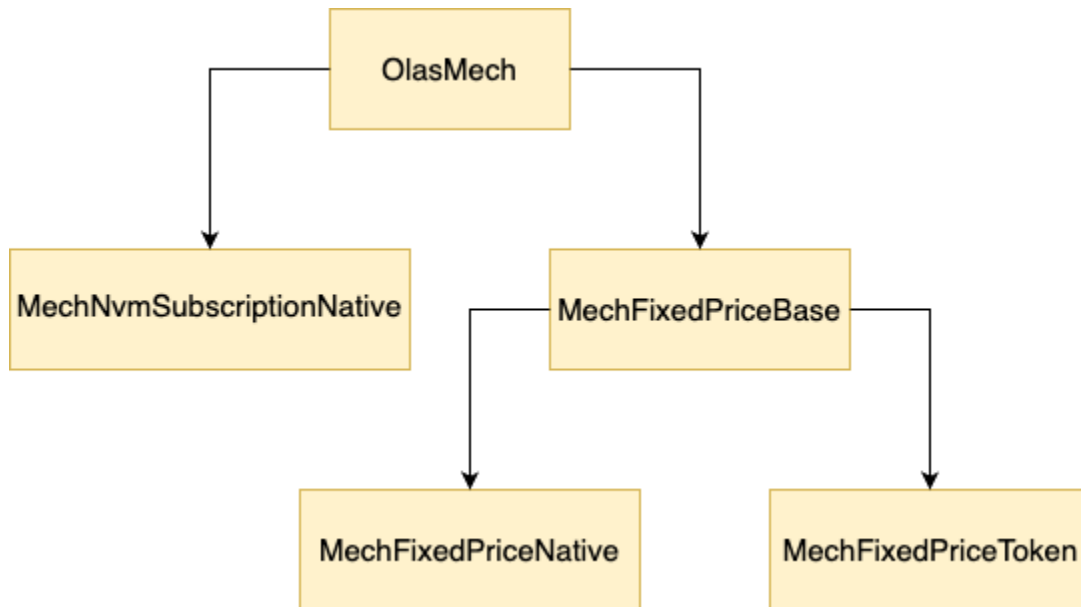 OlasMech
MechNvmSubscriptionNative
MechFixedPriceBase
MechFixedPriceNative
MechFixedPriceToken